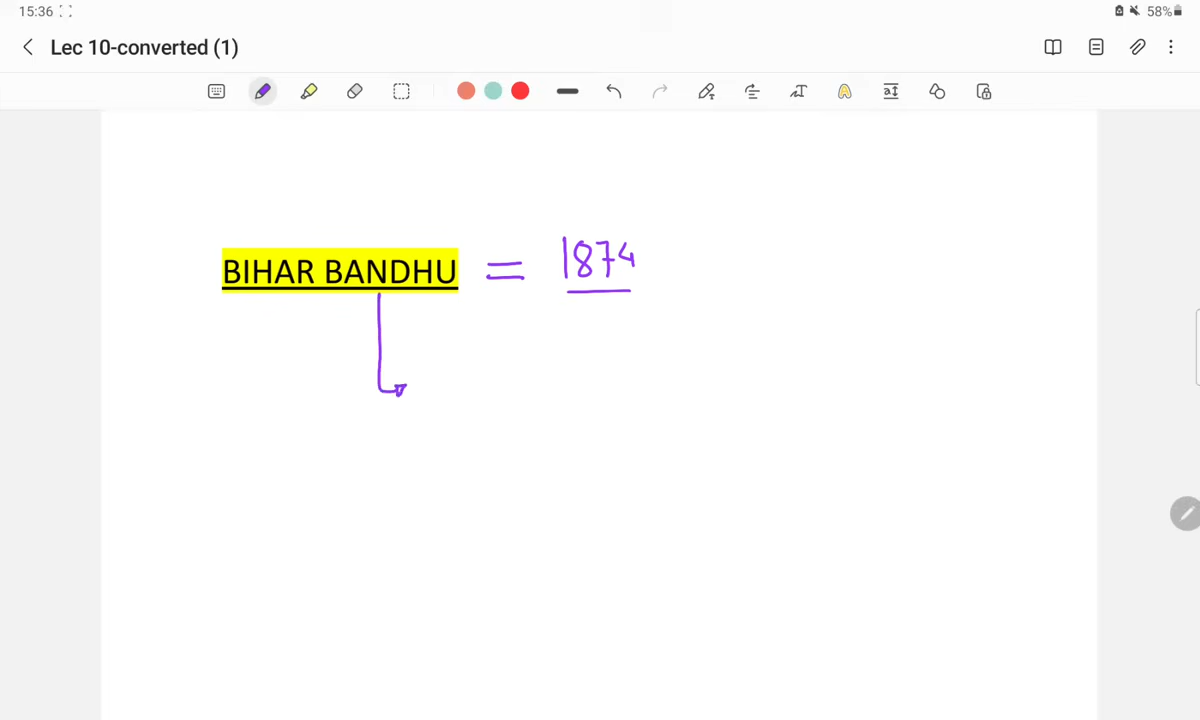 15:36 58%
Lec 10-converted (1)
BIHAR BANDHU = 1874